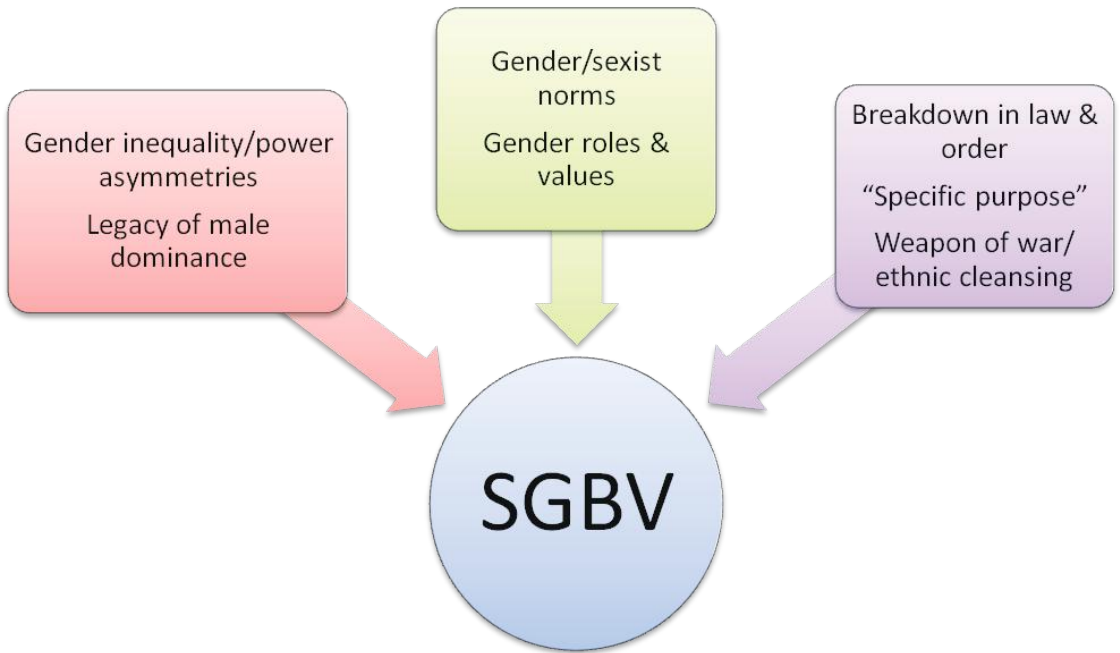 Gender inequality/power
asymmetries
Legacy of male
dominance
Gender/sexist
norms
Gender roles &
values
Breakdown in law &
order
“Specific purpose”
Weapon of war/
ethnic cleansing
SGBV